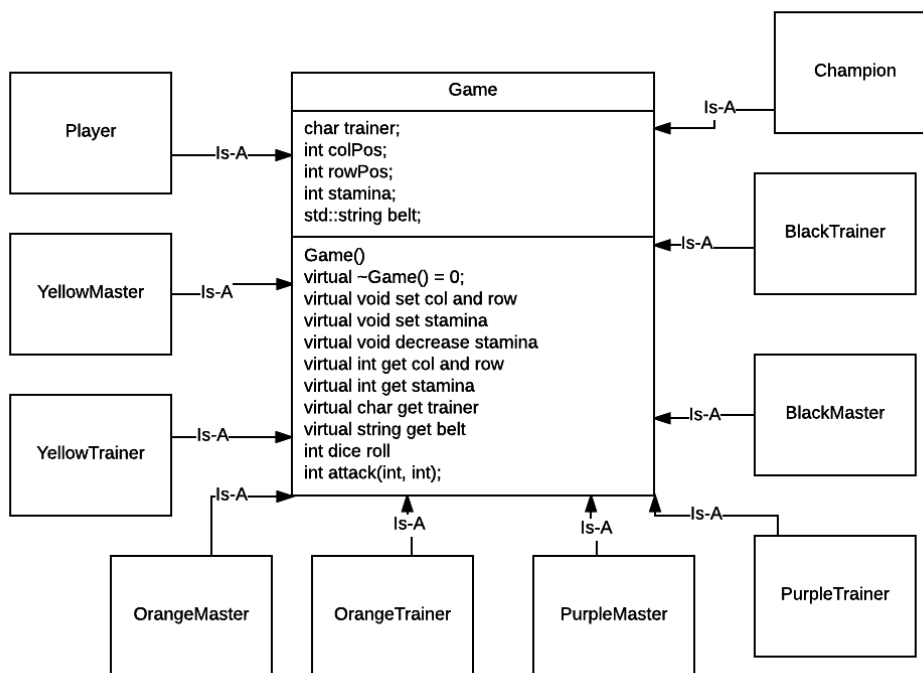 Champion
Game
Is-A
Player
char trainer;
int colPos;
int rowPos;
int stamina;
std::string belt;
Is-A
BlackTrainer
Is-A
Game()
virtual ~Game() = 0;
virtual void set col and row
virtual void set stamina
virtual void decrease stamina
virtual int get col and row
virtual int get stamina
virtual char get trainer
virtual string get belt
int dice roll
int attack(int, int);
YellowMaster
Is-A
BlackMaster
Is-A
YellowTrainer
Is-A
Is-A
Is-A
Is-A
Is-A
OrangeMaster
OrangeTrainer
PurpleMaster
PurpleTrainer